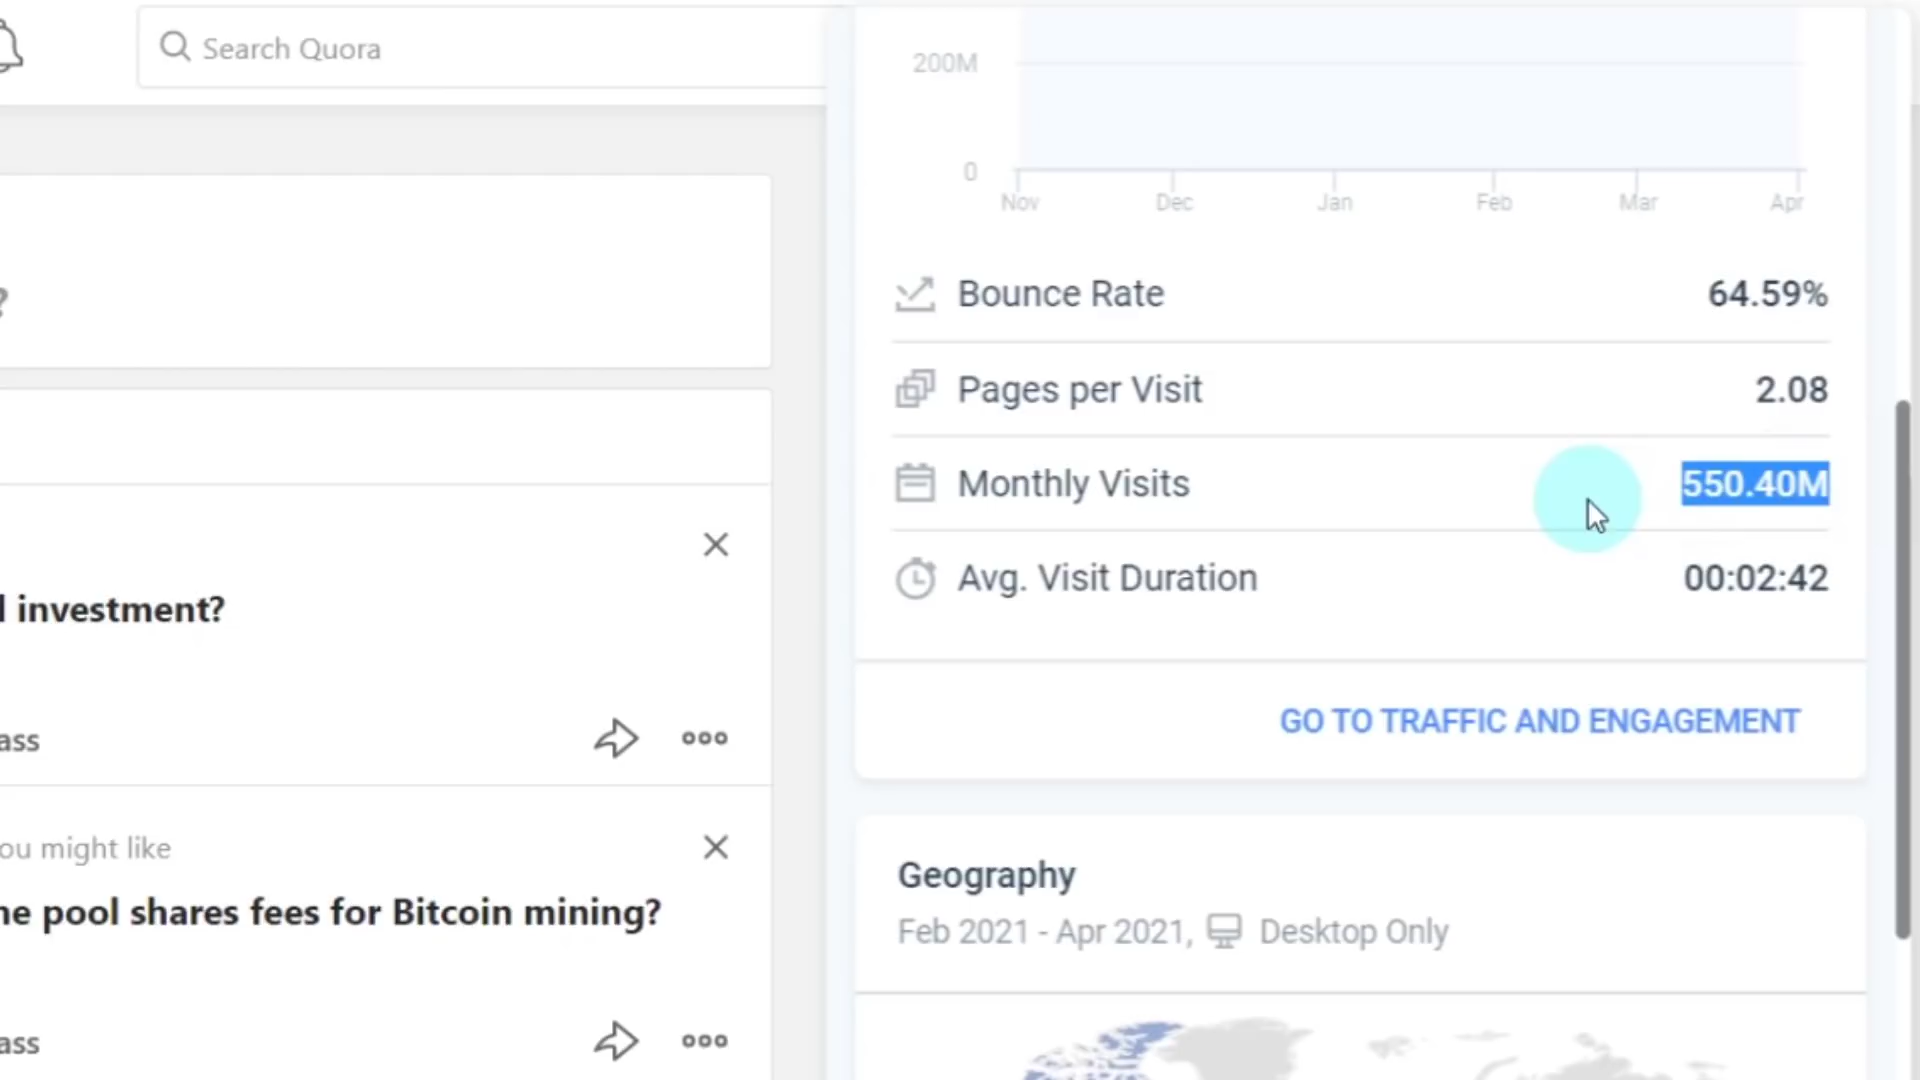 Search Quora
?
l investment?
ass
ou might like
ne pool shares fees for Bitcoin mining?
ass
200M
0
Nov Dec Jan Feb Mar Apr
Bounce Rate 64.59%
Pages per Visit 2.08
Monthly Visits 550.40M
Avg. Visit Duration 00:02:42
GO TO TRAFFIC AND ENGAGEMENT
Geography
Feb 2021 - Apr 2021, Desktop Only